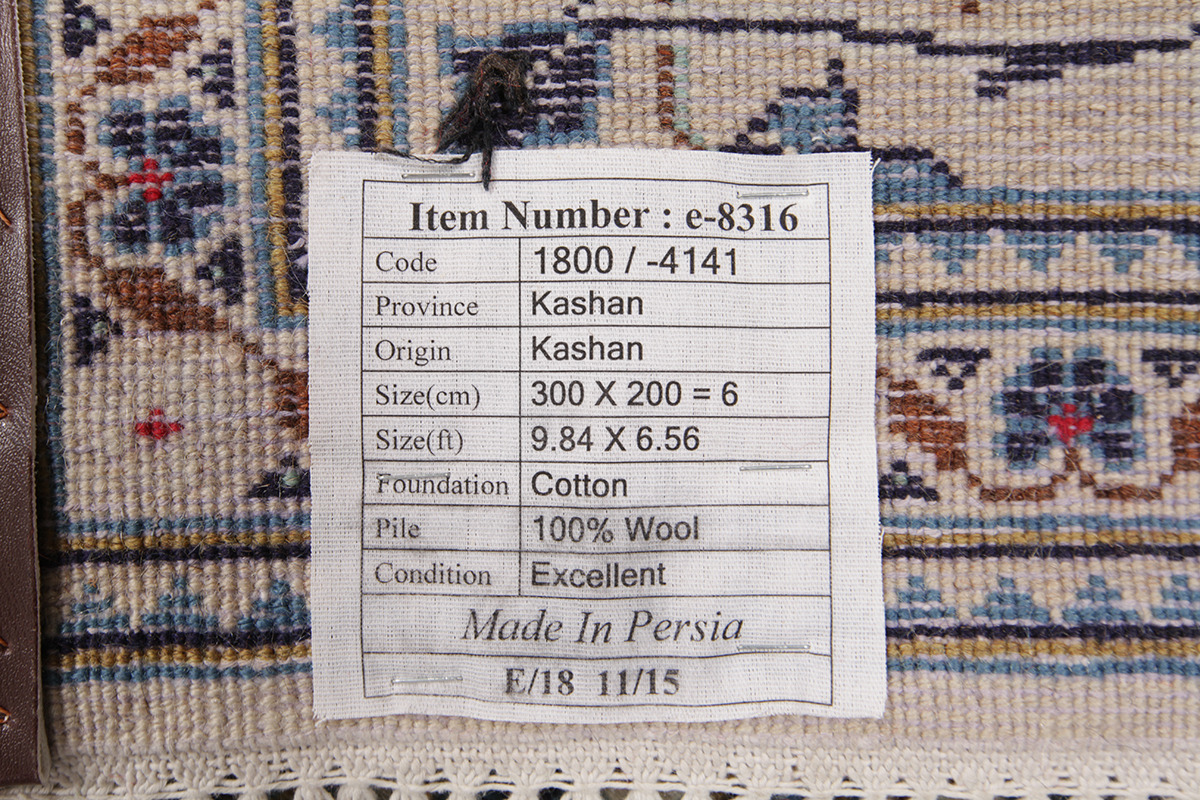 Item Number : e-8316
Code 1800 / -4141
Province Kashan
Origin Kashan
Size(cm) 300 X 200 = 6
Size(ft) 9.84 X 6.56
Foundation Cotton
Pile 100% Wool
Condition Excellent
Made In Persia
E/18 11/15